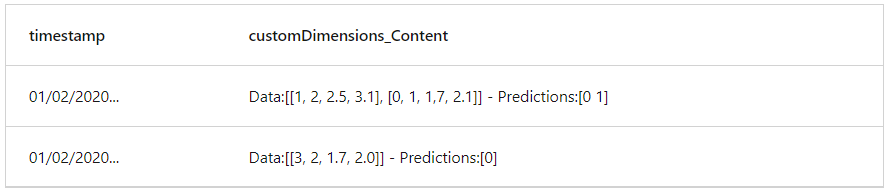 timestamp customDimensions_Content
01/02/2020... Data:[[1, 2, 2.5, 3.1], [0, 1, 1,7, 2.1]] - Predictions:[0 1]
01/02/2020... Data:[[3, 2, 1.7, 2.0]] - Predictions:[0]